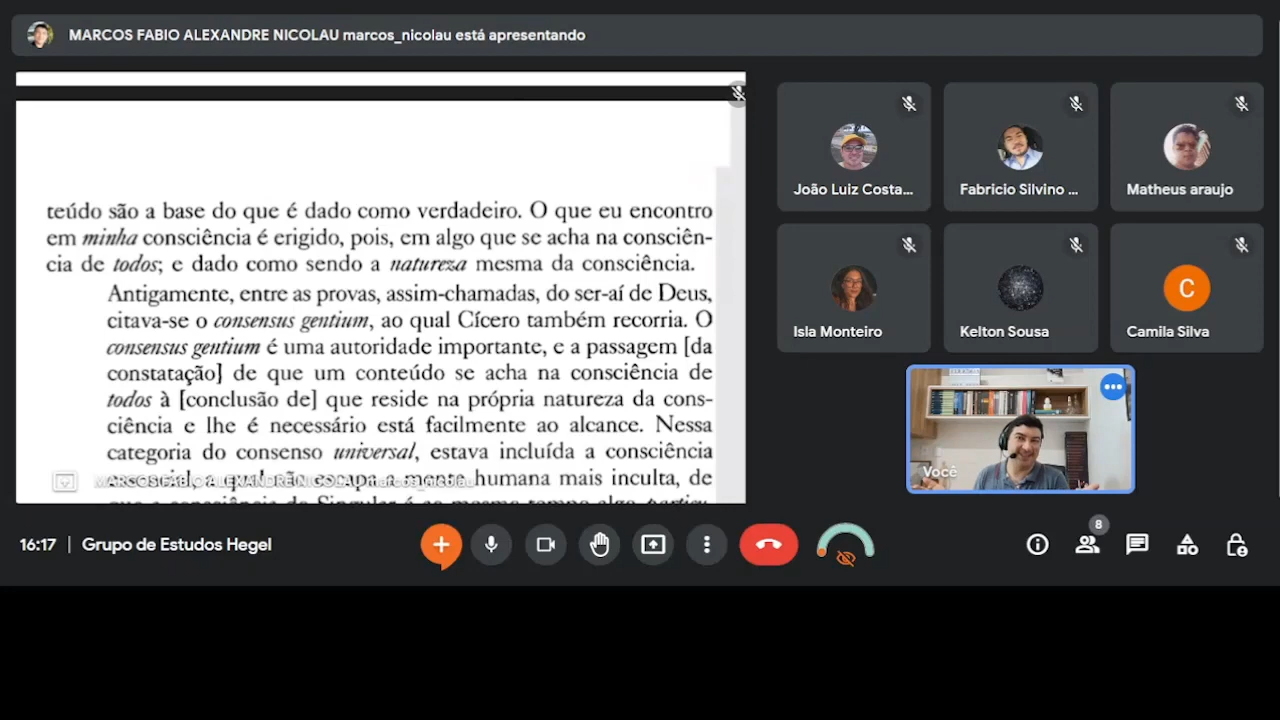 MARCOS FABIO ALEXANDRE NICOLAU marcos_nicolau está apresentando
teúdo são a base do que é dado como verdadeiro. O que eu encontro
em minha consciência é erigido, pois, em algo que se acha na consciên-
cia de todos; e dado como sendo a natureza mesma da consciência.
Antigamente, entre as provas, assim-chamadas, do ser-aí de Deus,
citava-se o consensus gentium, ao qual Cícero também recorria. O
consensus gentium é uma autoridade importante, e a passagem [da
constatação] de que um conteúdo se acha na consciência de
todos à [conclusão de] que reside na própria natureza da cons-
ciência e lhe é necessário está facilmente ao alcance. Nessa
categoria do consenso universal, estava incluída a consciência
a mente humana mais inculta, de
João Luiz Costa...
Fabricio Silvino ...
Matheus araujo
Isla Monteiro
Kelton Sousa
C
Camila Silva
Você
16:17 | Grupo de Estudos Hegel
8